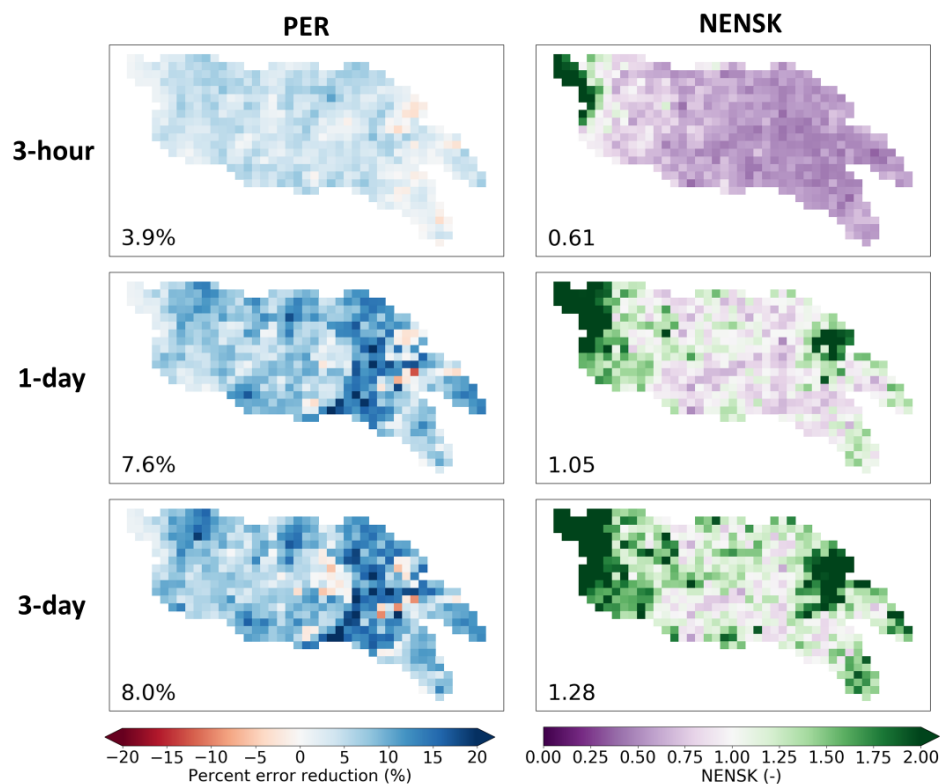 PER NENSK
3-hour
3.9% 0.61
1-day
7.6% 1.05
3-day
8.0% 1.28
−20 −15 −10 −5 0 5 10 15 20
Percent error reduction (%)
0.00 0.25 0.50 0.75 1.00 1.25 1.50 1.75 2.00
NENSK (-)